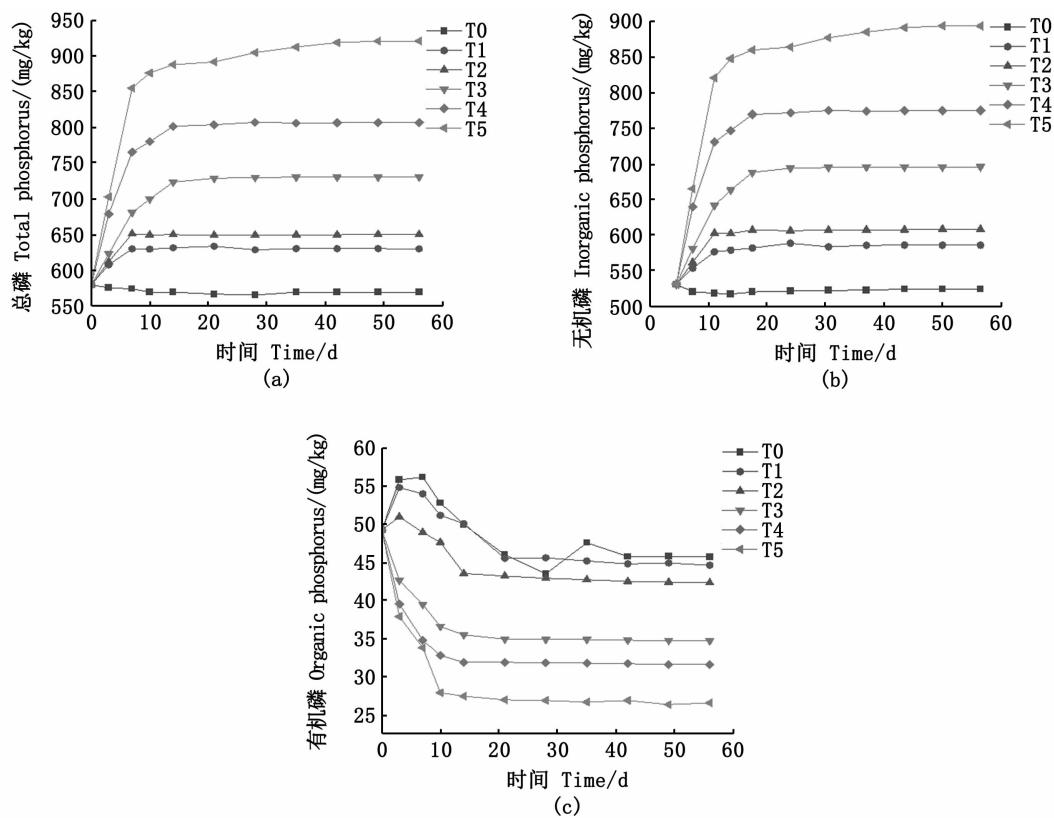 总磷 Total phosphorus/(mg/kg)
950
900
850
800
750
700
650
600
550
0 10 20 30 40 50 60
时间 Time/d
(a)
T0
T1
T2
T3
T4
T5
无机磷 Inorganic phosphorus/(mg/kg)
900
850
800
750
700
650
600
550
500
0 10 20 30 40 50 60
时间 Time/d
(b)
T0
T1
T2
T3
T4
T5
有机磷 Organic phosphorus/(mg/kg)
60
55
50
45
40
35
30
25
0 10 20 30 40 50 60
时间 Time/d
(c)
T0
T1
T2
T3
T4
T5